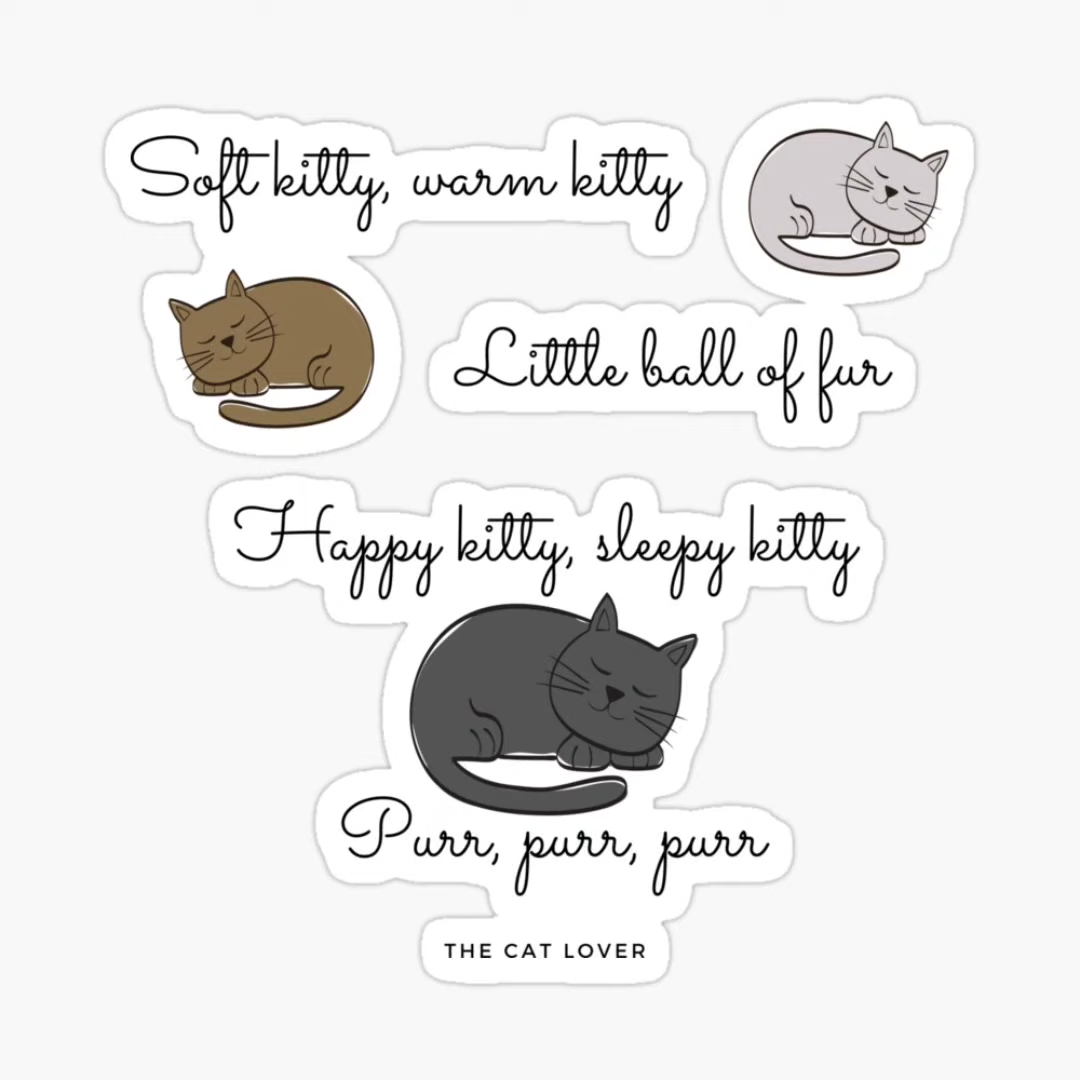 Soft kitty, warm kitty
Little ball of fur
Happy kitty, sleepy kitty
Purr, purr, purr
THE CAT LOVER